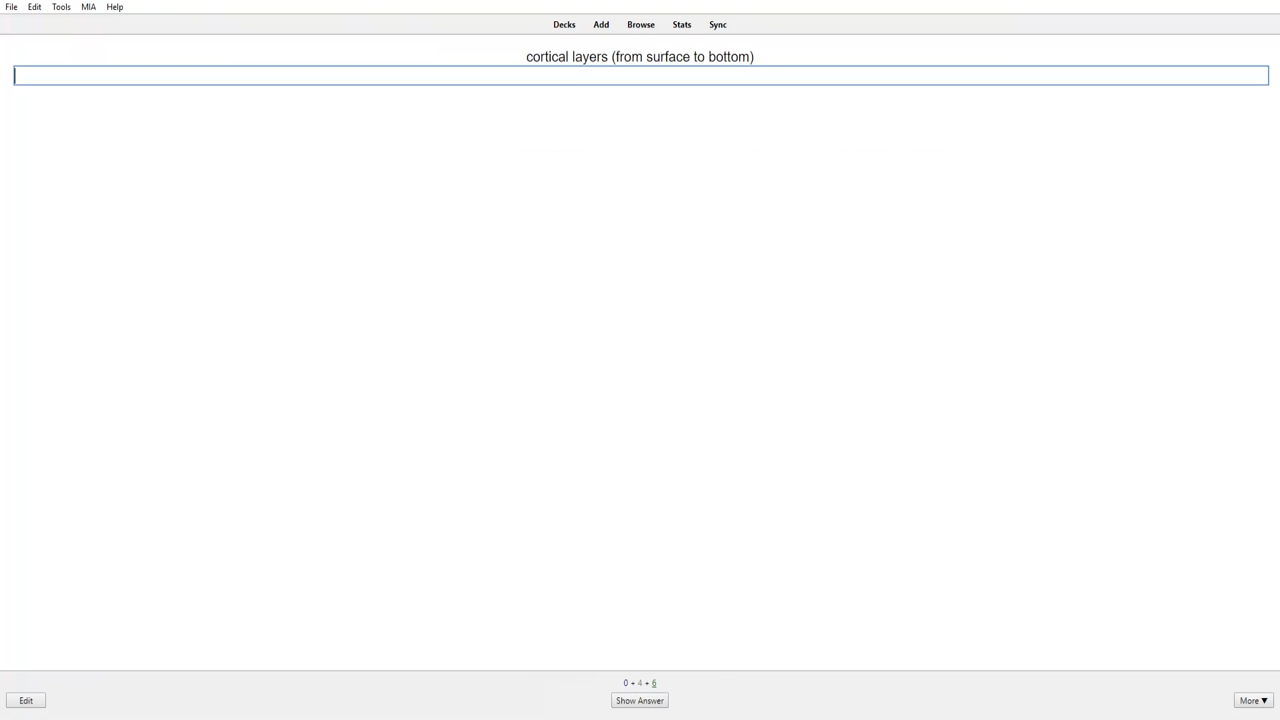 File Edit Tools MIA Help
Decks Add Browse Stats Sync
cortical layers (from surface to bottom)
0 + 4 + 6
Edit Show Answer More ▼